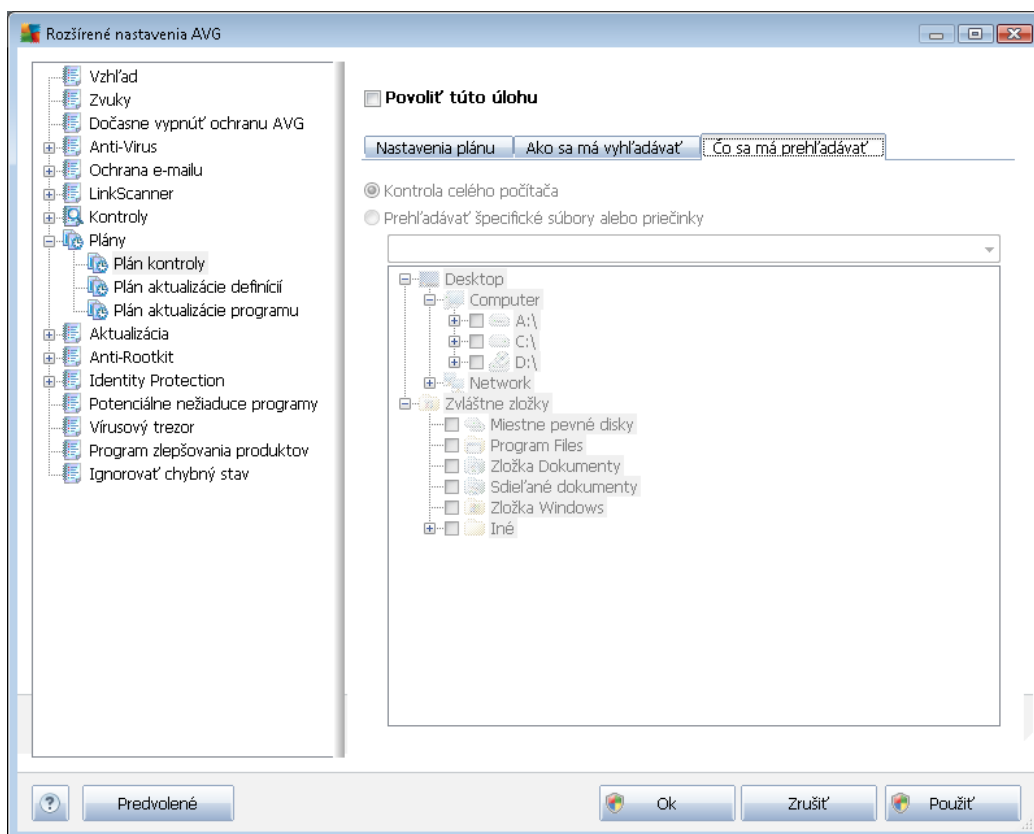 Rozšírené nastavenia AVG
Vzhľad
Zvuky
Dočasne vypnúť ochranu AVG
Anti-Virus
Ochrana e-mailu
LinkScanner
Kontroly
Plány
Plán kontroly
Plán aktualizácie definícií
Plán aktualizácie programu
Aktualizácia
Anti-Rootkit
Identity Protection
Potenciálne nežiaduce programy
Vírusový trezor
Program zlepšovania produktov
Ignorovať chybný stav
Povoliť túto úlohu
Nastavenia plánu Ako sa má vyhľadávať Čo sa má prehľadávať
Kontrola celého počítača
Prehľadávať špecifické súbory alebo priečinky
Desktop
Computer
A:\
C:\
D:\
Network
Zvláštne zložky
Miestne pevné disky
Program Files
Zložka Dokumenty
Sdieľané dokumenty
Zložka Windows
Iné
? Predvolené Ok Zrušiť Použiť